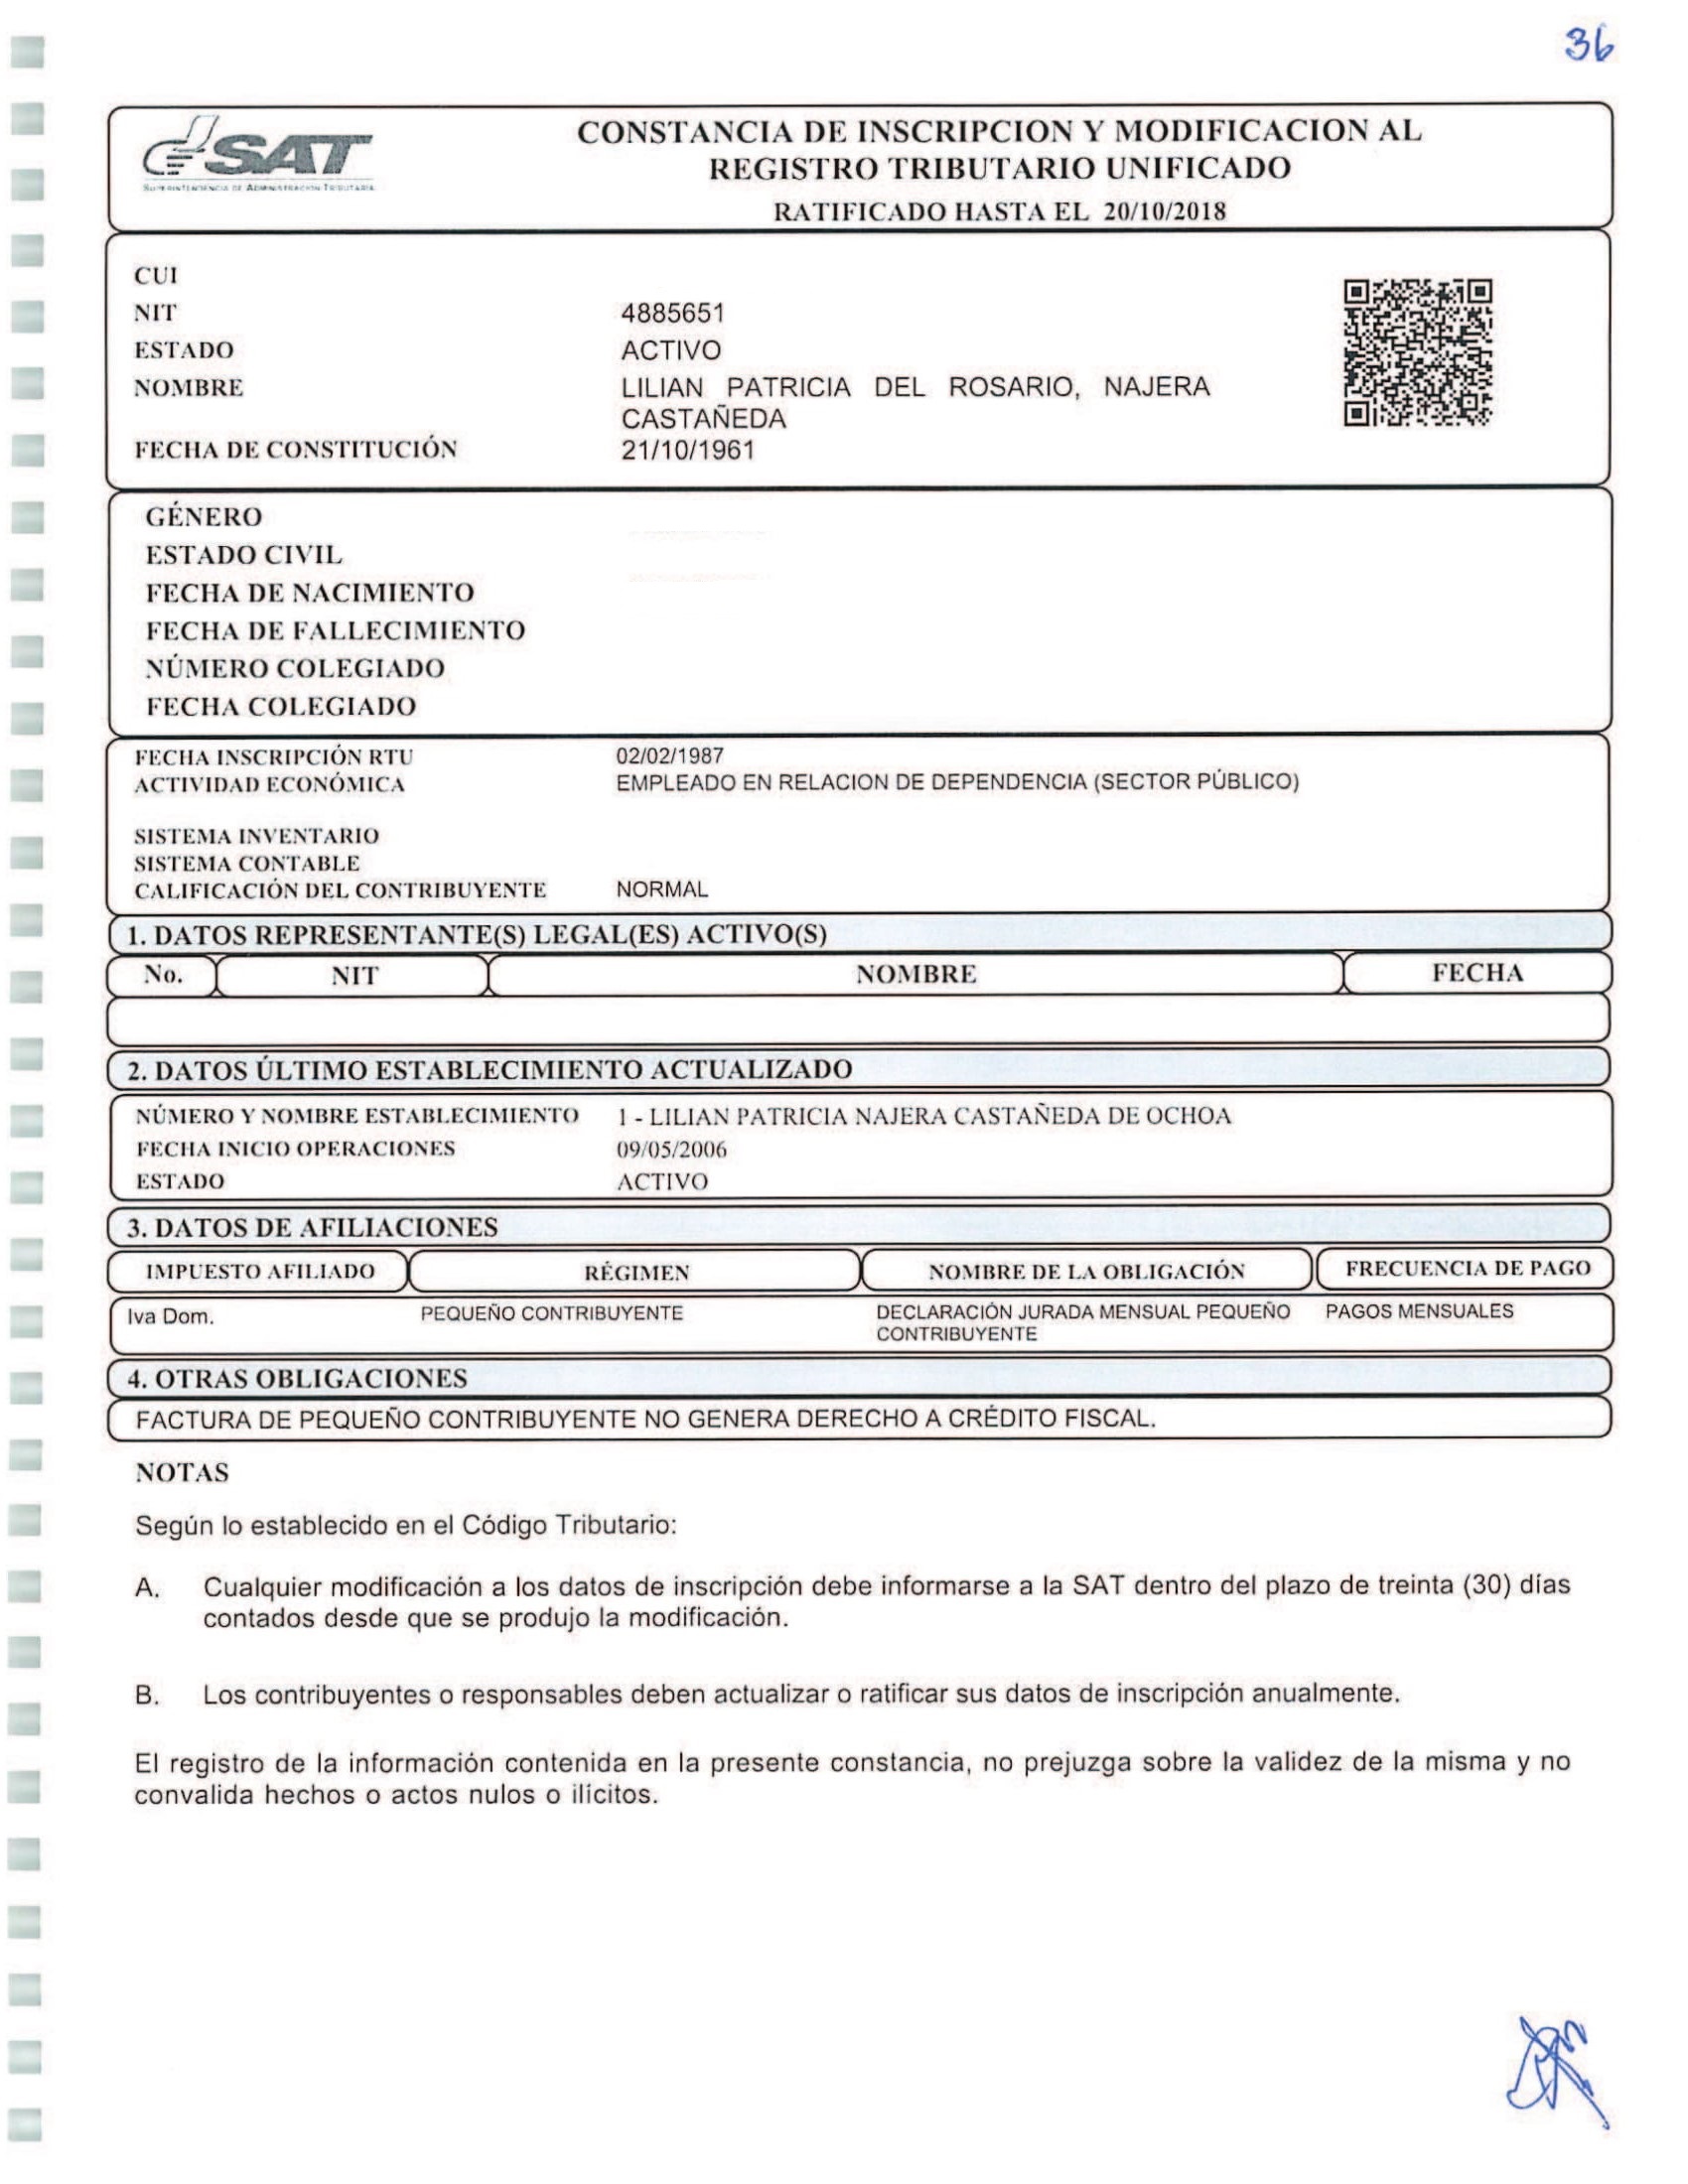 36
SAT
SUPERINTENDENCIA DE ADMINISTRACION TRIBUTARIA
CONSTANCIA DE INSCRIPCION Y MODIFICACION AL
REGISTRO TRIBUTARIO UNIFICADO
RATIFICADO HASTA EL 20/10/2018
CUI
NIT 4885651
ESTADO ACTIVO
NOMBRE LILIAN PATRICIA DEL ROSARIO, NAJERA
CASTAÑEDA
FECHA DE CONSTITUCIÓN 21/10/1961
GÉNERO
ESTADO CIVIL
FECHA DE NACIMIENTO
FECHA DE FALLECIMIENTO
NÚMERO COLEGIADO
FECHA COLEGIADO
FECHA INSCRIPCIÓN RTU 02/02/1987
ACTIVIDAD ECONÓMICA EMPLEADO EN RELACION DE DEPENDENCIA (SECTOR PÚBLICO)
SISTEMA INVENTARIO
SISTEMA CONTABLE
CALIFICACIÓN DEL CONTRIBUYENTE NORMAL
1. DATOS REPRESENTANTE(S) LEGAL(ES) ACTIVO(S)
No. NIT NOMBRE FECHA
2. DATOS ÚLTIMO ESTABLECIMIENTO ACTUALIZADO
NÚMERO Y NOMBRE ESTABLECIMIENTO 1 - LILIAN PATRICIA NAJERA CASTAÑEDA DE OCHOA
FECHA INICIO OPERACIONES 09/05/2006
ESTADO ACTIVO
3. DATOS DE AFILIACIONES
IMPUESTO AFILIADO RÉGIMEN NOMBRE DE LA OBLIGACIÓN FRECUENCIA DE PAGO
Iva Dom. PEQUEÑO CONTRIBUYENTE DECLARACIÓN JURADA MENSUAL PEQUEÑO PAGOS MENSUALES
CONTRIBUYENTE
4. OTRAS OBLIGACIONES
FACTURA DE PEQUEÑO CONTRIBUYENTE NO GENERA DERECHO A CRÉDITO FISCAL.
NOTAS
Según lo establecido en el Código Tributario:
A. Cualquier modificación a los datos de inscripción debe informarse a la SAT dentro del plazo de treinta (30) días
contados desde que se produjo la modificación.
B. Los contribuyentes o responsables deben actualizar o ratificar sus datos de inscripción anualmente.
El registro de la información contenida en la presente constancia, no prejuzga sobre la validez de la misma y no
convalida hechos o actos nulos o ilícitos.